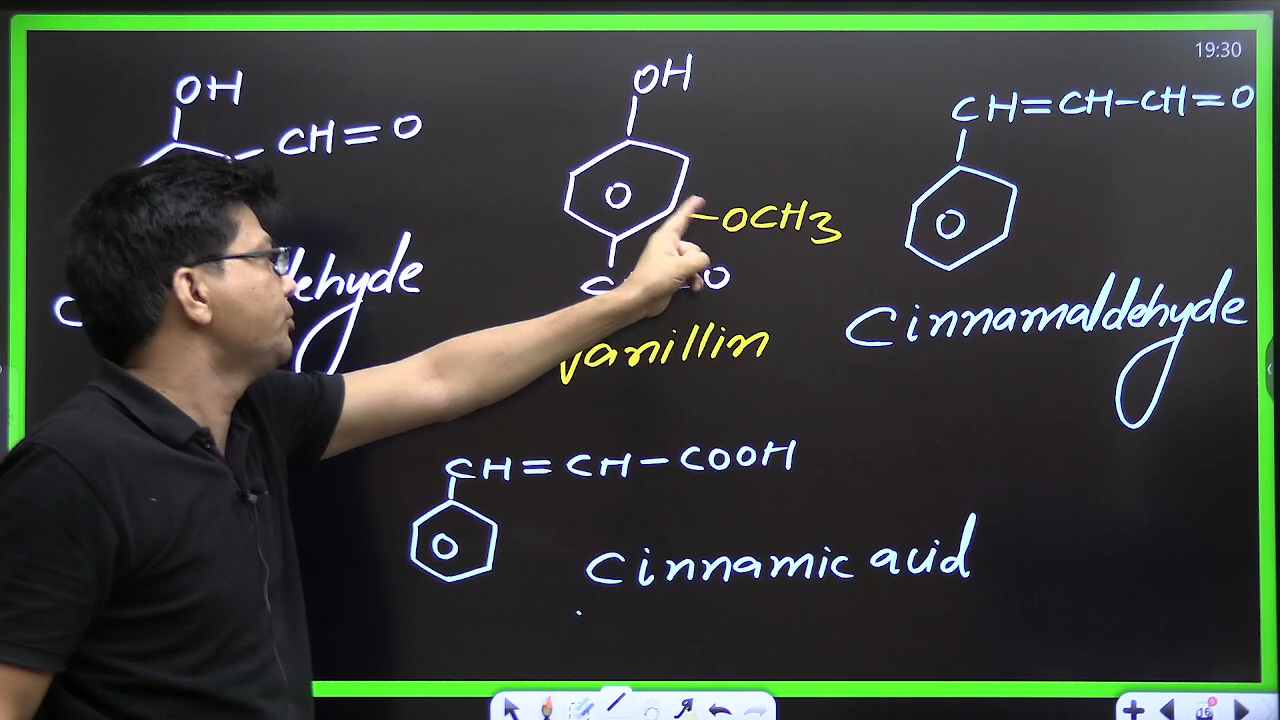 19:30
OH
CH=O
OH
OCH3
CH=CH-CH=O
Vanillin
Cinnamaldehyde
CH=CH-COOH
Cinnamic acid